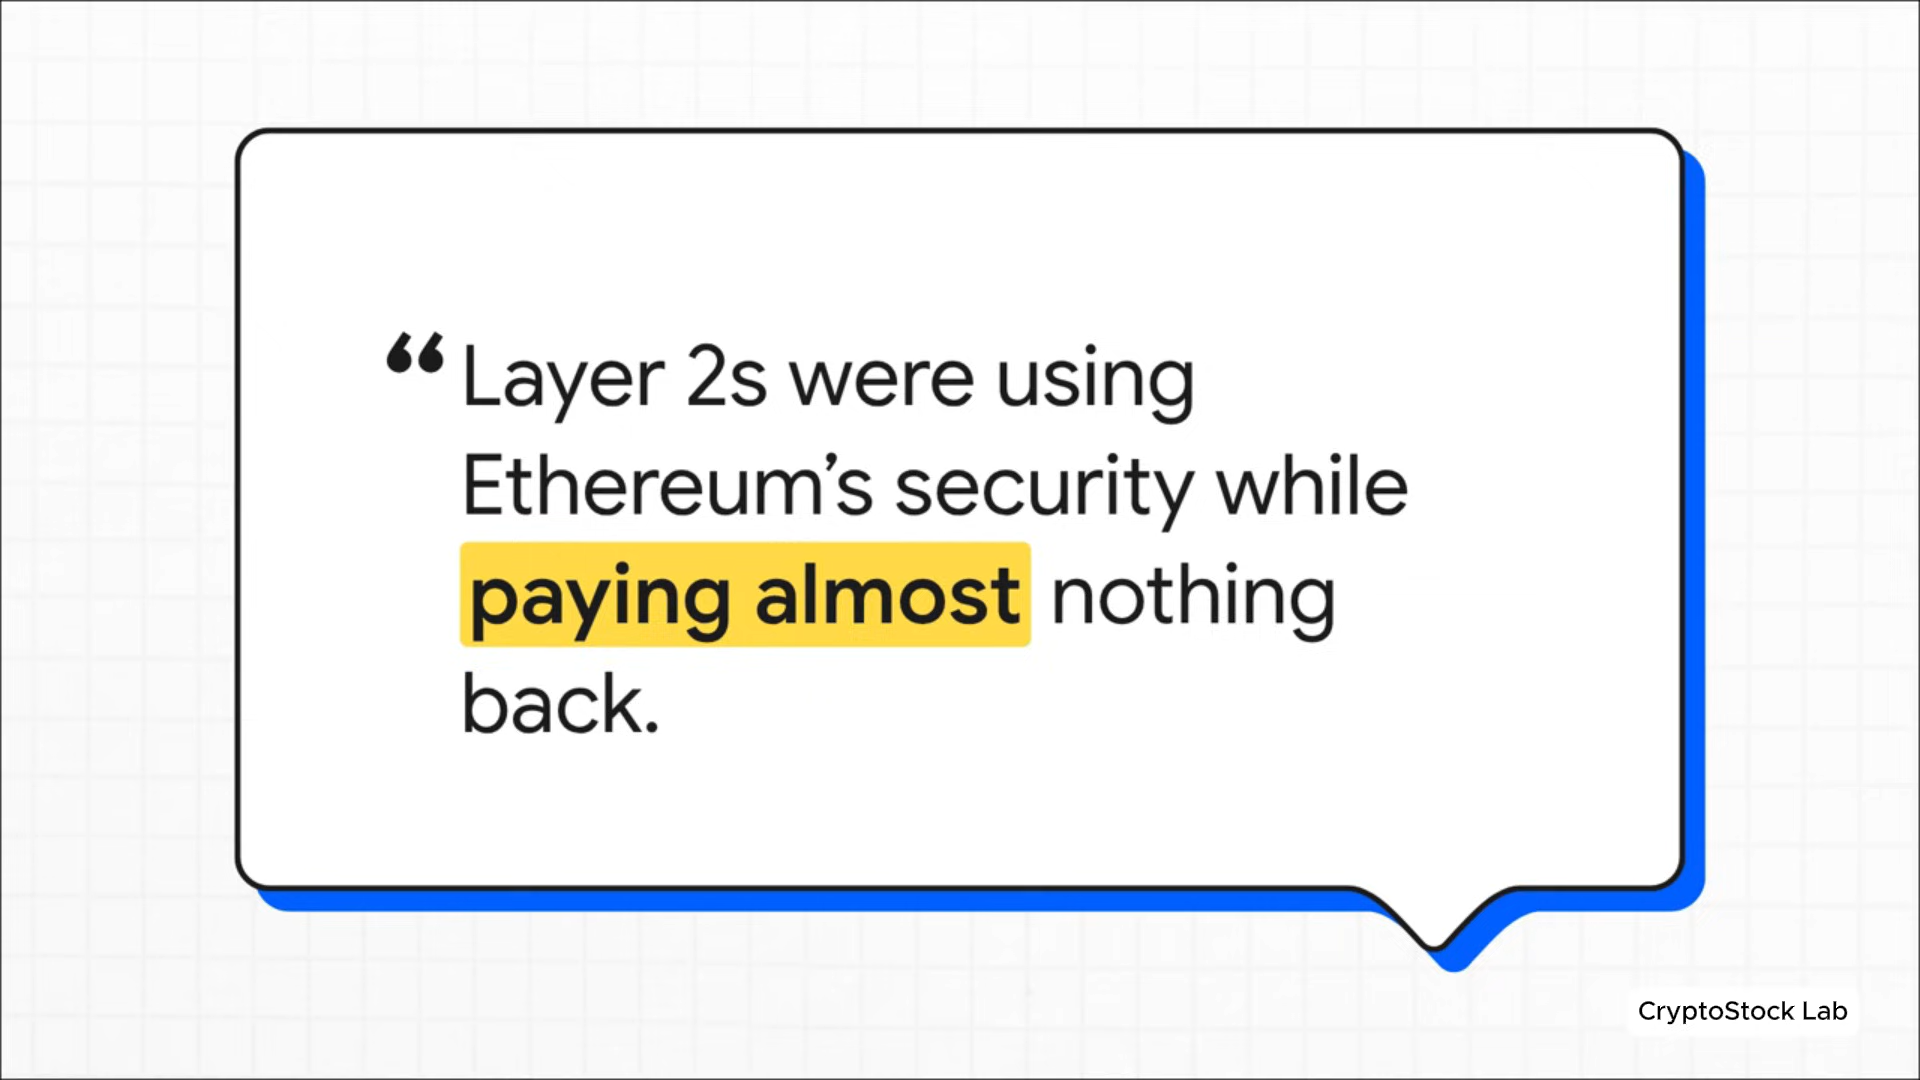 “Layer 2s were using
Ethereum’s security while
paying almost nothing
back.
CryptoStock Lab